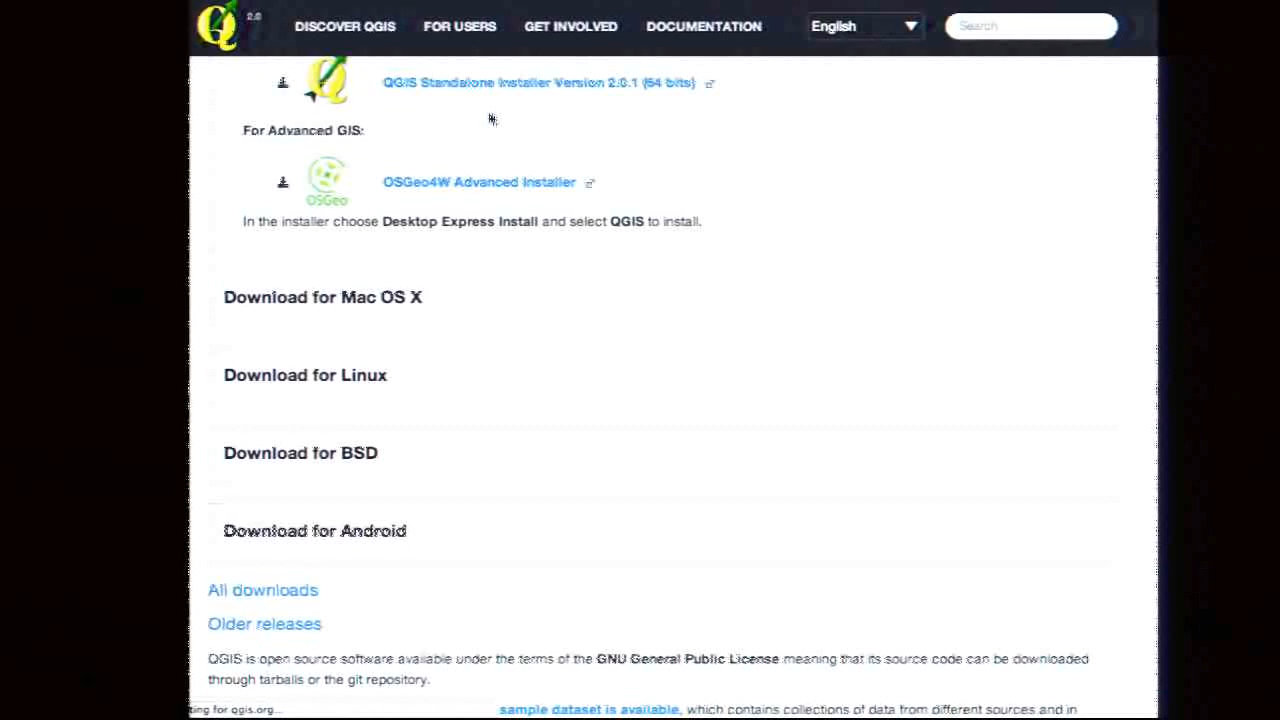 2.0
DISCOVER QGIS FOR USERS GET INVOLVED DOCUMENTATION English Search
QGIS Standalone Installer Version 2.0.1 (64 bits)
For Advanced GIS:
OSGeo
OSGeo4W Advanced Installer
In the installer choose Desktop Express Install and select QGIS to install.
Download for Mac OS X
Download for Linux
Download for BSD
Download for Android
All downloads
Older releases
QGIS is open source software available under the terms of the GNU General Public License meaning that its source code can be downloaded
through tarballs or the git repository.
ting for qgis.org...
sample dataset is available, which contains collections of data from different sources and in